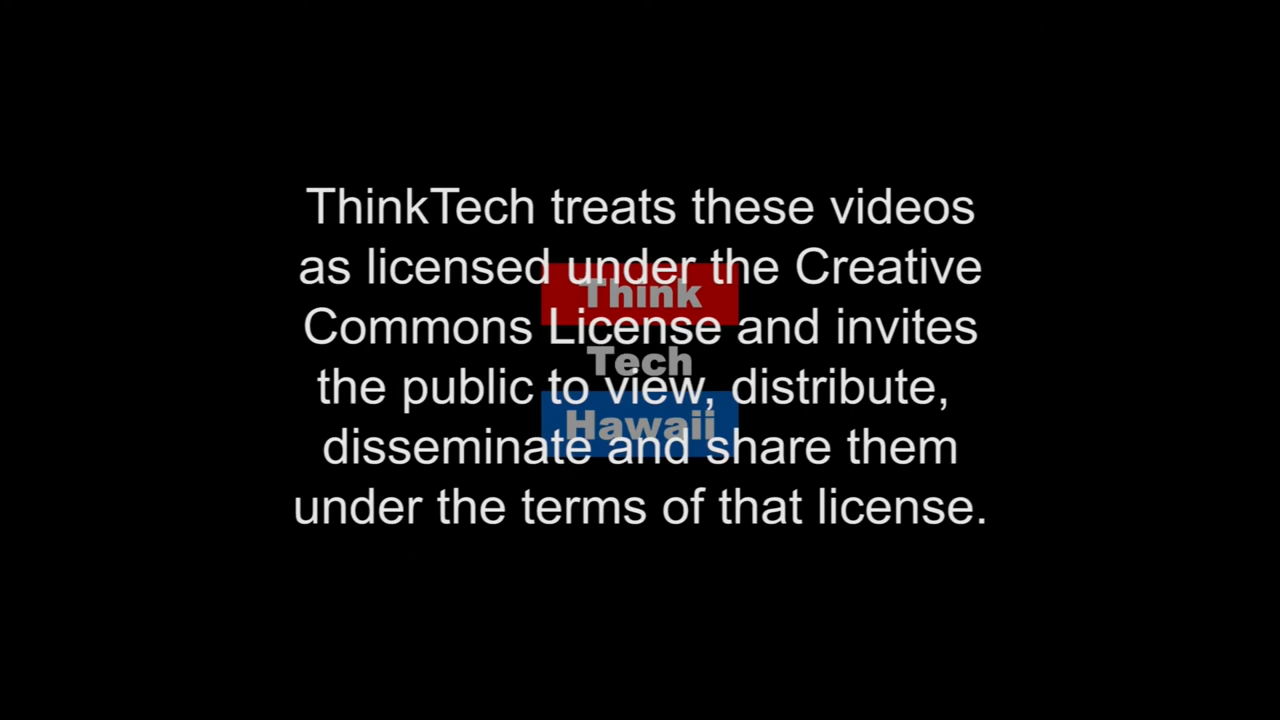 ThinkTech treats these videos
as licensed under the Creative
Commons License and invites
the public to view, distribute,
disseminate and share them
under the terms of that license.
Think
Tech
Hawaii